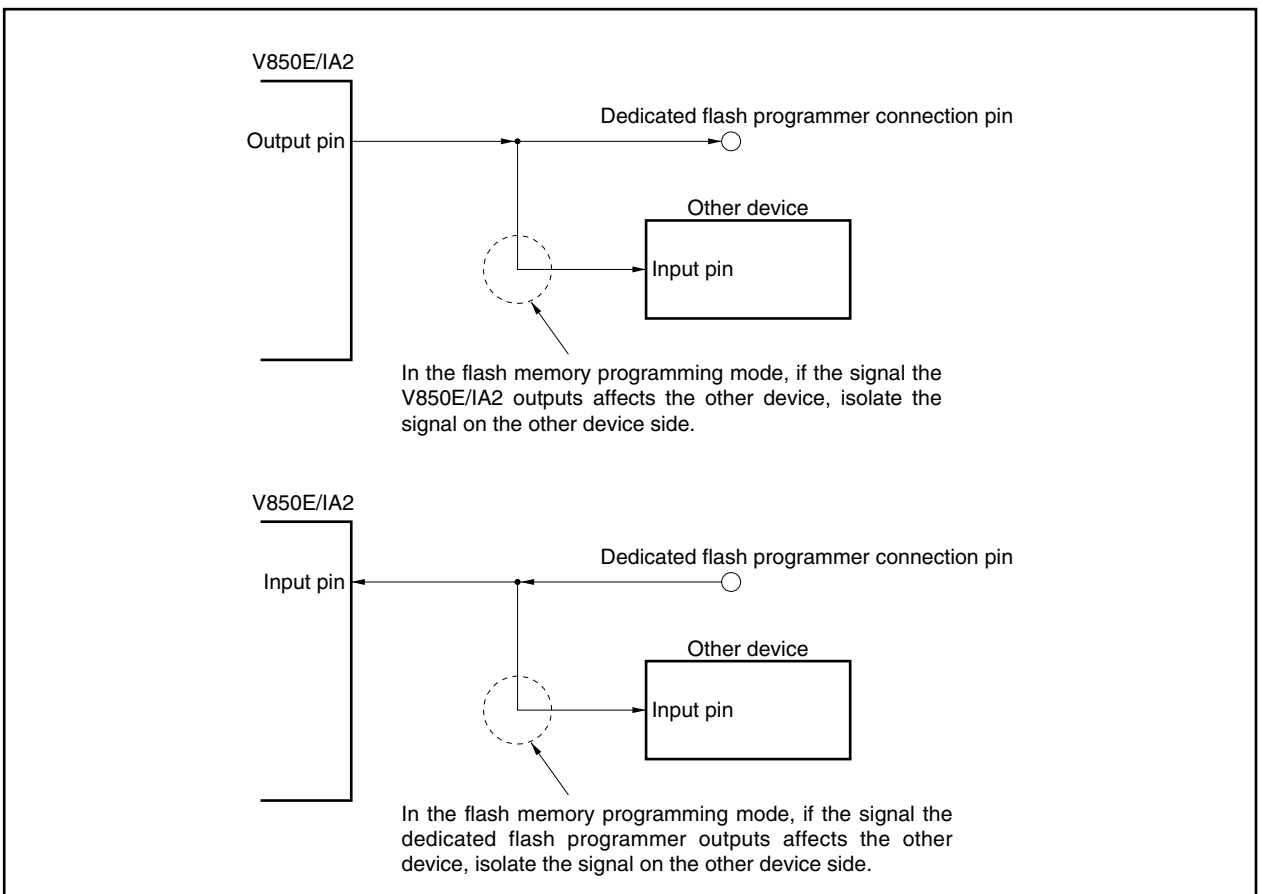 V850E/IA2
Dedicated flash programmer connection pin
Output pin
Other device
Input pin
In the flash memory programming mode, if the signal the
V850E/IA2 outputs affects the other device, isolate the
signal on the other device side.
V850E/IA2
Dedicated flash programmer connection pin
Input pin
Other device
Input pin
In the flash memory programming mode, if the signal the
dedicated flash programmer outputs affects the other
device, isolate the signal on the other device side.